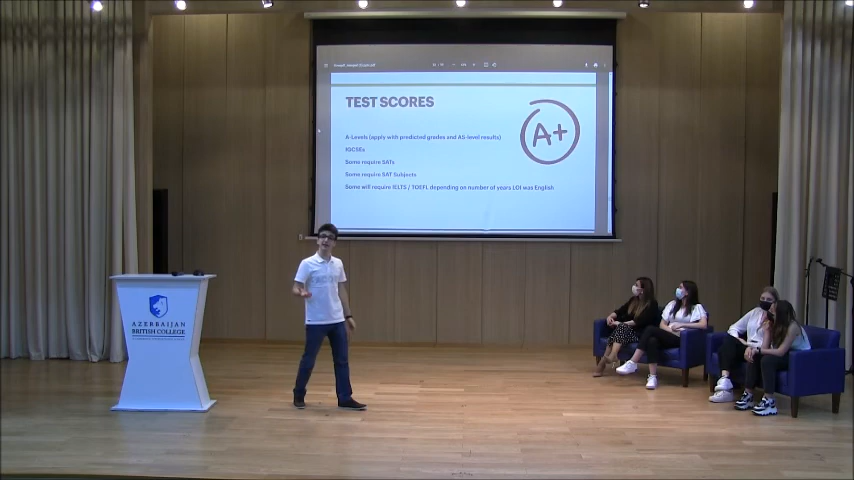 TEST SCORES
A+
A-Levels (apply with predicted grades and AS-level results)
IGCSEs
Some require SATs
Some require SAT Subjects
Some will require IELTS / TOEFL depending on number of years LOI was English
AZERBAIJAN
BRITISH COLLEGE